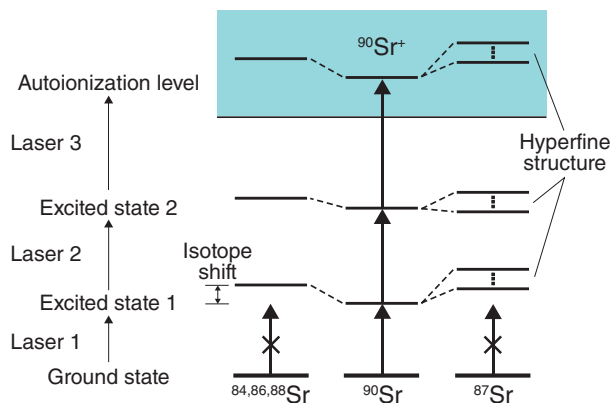 ⁹⁰Sr⁺
Autoionization level
Laser 3
Hyperfine
structure
Excited state 2
Laser 2
Isotope
shift
Excited state 1
Laser 1
Ground state
⁸⁴,⁸⁶,⁸⁸Sr
⁹⁰Sr
⁸⁷Sr